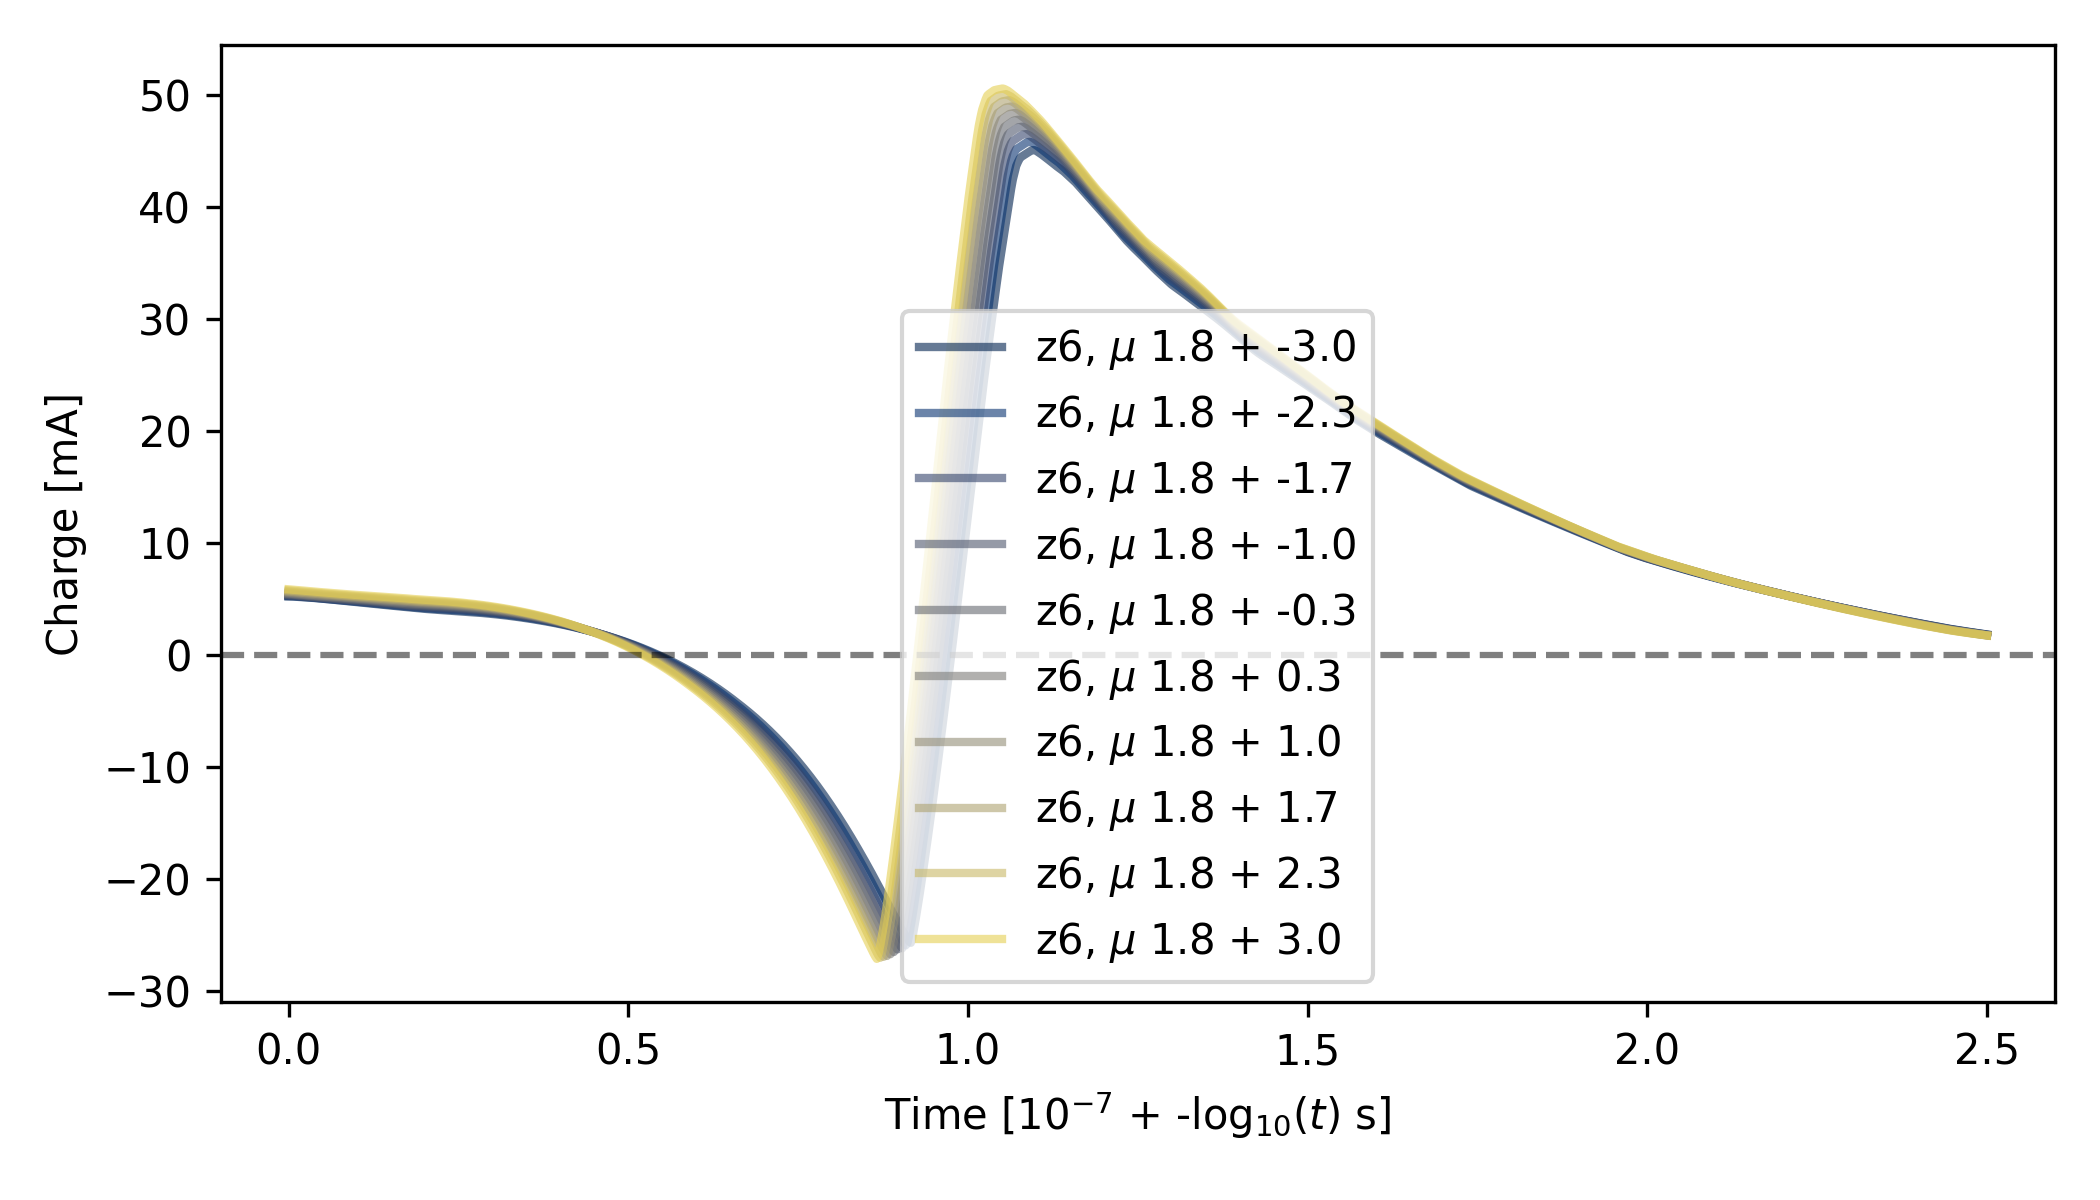 50
40
30
20
10
0
−10
−20
−30
Charge [mA]
z6, μ 1.8 + -3.0
z6, μ 1.8 + -2.3
z6, μ 1.8 + -1.7
z6, μ 1.8 + -1.0
z6, μ 1.8 + -0.3
z6, μ 1.8 + 0.3
z6, μ 1.8 + 1.0
z6, μ 1.8 + 1.7
z6, μ 1.8 + 2.3
z6, μ 1.8 + 3.0
0.0 0.5 1.0 1.5 2.0 2.5
Time [10⁻⁷ + -log₁₀(t) s]